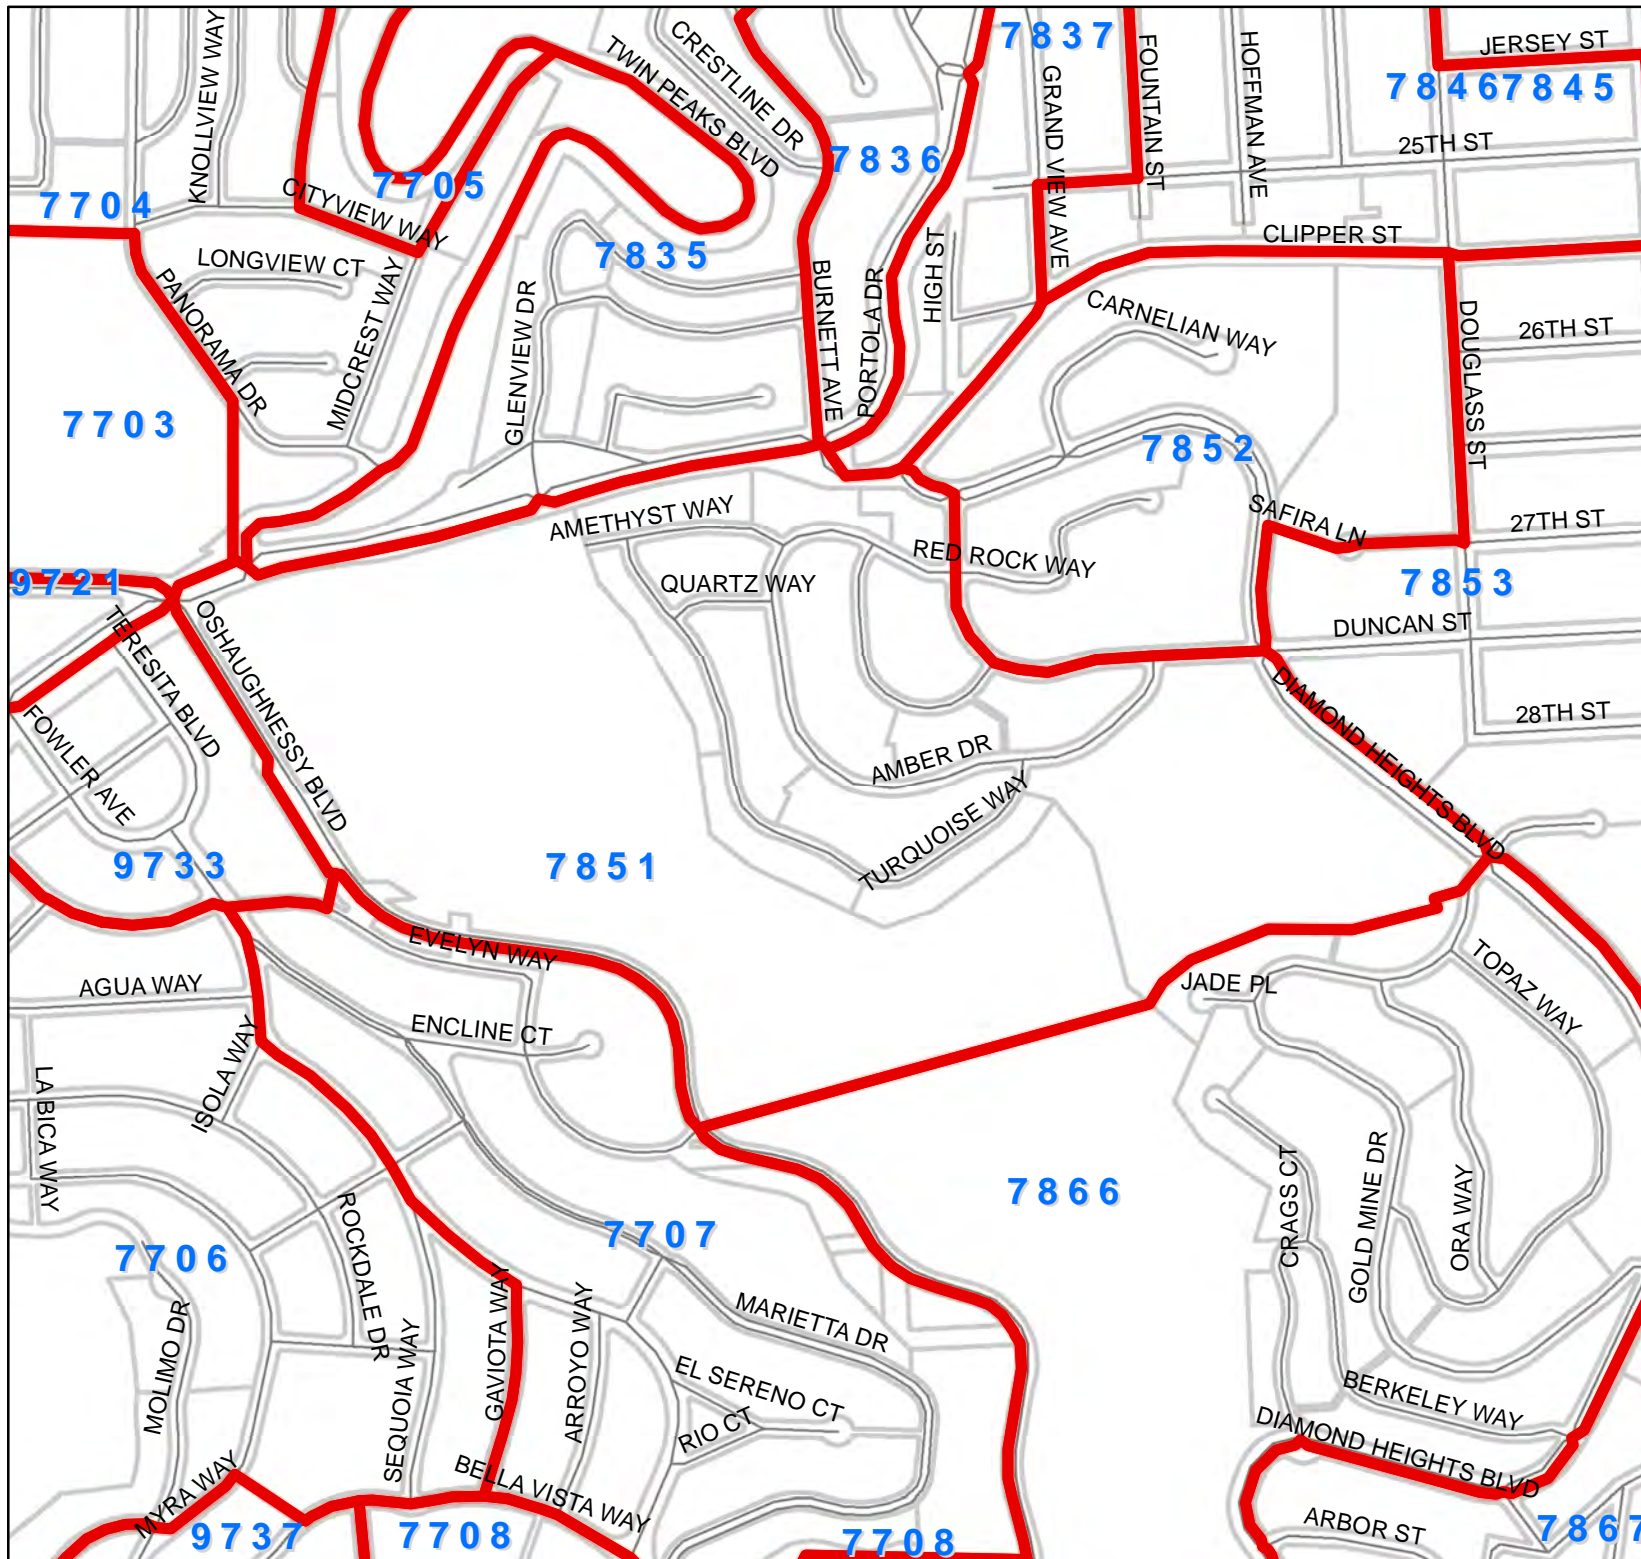 7837
JERSEY ST
7846
7845
KNOLLVIEW WAY
CRESTLINE DR
TWIN PEAKS BLVD
GRAND VIEW AVE
FOUNTAIN ST
HOFFMAN AVE
25TH ST
7836
7704
7705
CITYVIEW WAY
LONGVIEW CT
7835
HIGH ST
CLIPPER ST
PANORAMA DR
MIDCREST WAY
GLENVIEW DR
BURNETT AVE
PORTOLA DR
CARNELIAN WAY
DOUGLASS ST
26TH ST
7703
7852
AMETHYST WAY
SAFIRA LN
27TH ST
RED ROCK WAY
9721
QUARTZ WAY
7853
TERESITA BLVD
OSHAUGHNESSY BLVD
DUNCAN ST
FOWLER AVE
DIAMOND HEIGHTS BLVD
28TH ST
AMBER DR
TURQUOISE WAY
9733
7851
EVELYN WAY
AGUA WAY
JADE PL
TOPAZ WAY
ENCLINE CT
ISOLA WAY
LA BICA WAY
CRAGS CT
GOLD MINE DR
ORA WAY
7866
ROCKDALE DR
7707
7706
MOLIMO DR
SEQUOIA WAY
GAVIOTA WAY
ARROYO WAY
MARIETTA DR
EL SERENO CT
RIO CT
BERKELEY WAY
DIAMOND HEIGHTS BLVD
MYRA WAY
BELLA VISTA WAY
ARBOR ST
9737
7708
7708
7867